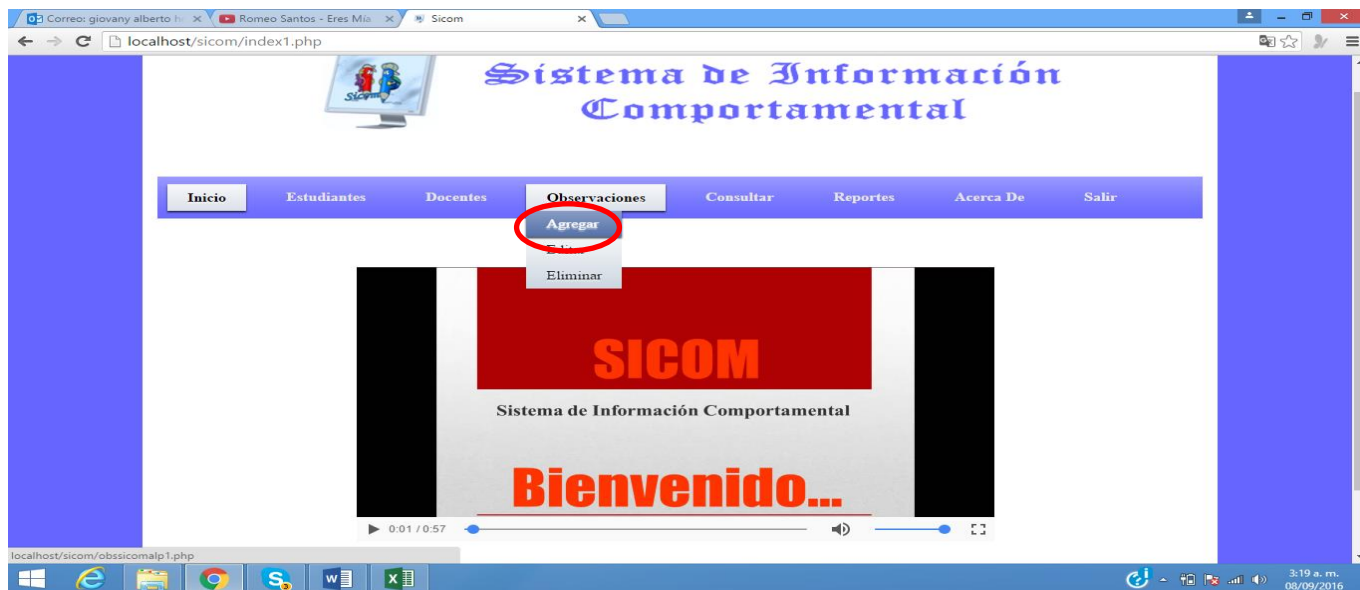 Correo: giovany alberto h
Romeo Santos - Eres Mía
Sicom
localhost/sicom/index1.php
Sicom
Sistema de Información
Comportamental
Inicio Estudiantes Docentes Observaciones Consultar Reportes Acerca De Salir
Agregar
Editar
Eliminar
SICOM
Sistema de Información Comportamental
Bienvenido...
0:01 / 0:57
localhost/sicom/obssicomalp1.php
3:19 a. m.
08/09/2016